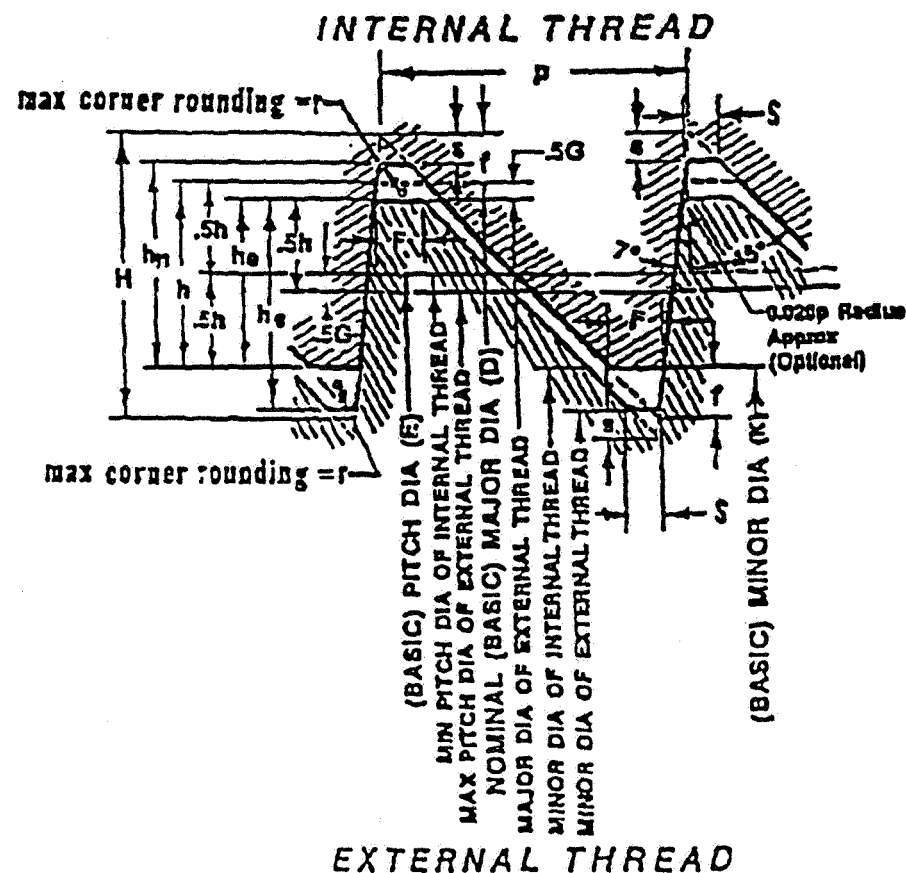 INTERNAL THREAD
p
max corner rounding =r
S
s
f
.5G
s
H
hn
.5h
h
.5h
he
.5h
F
7°
45°
hs
.5G
F
0.020p Radius
Approx
(Optional)
q
s
f
max corner rounding =r
S
(BASIC) PITCH DIA (E)
MIN PITCH DIA OF INTERNAL THREAD
MAX PITCH DIA OF EXTERNAL THREAD
NOMINAL (BASIC) MAJOR DIA (D)
MAJOR DIA OF EXTERNAL THREAD
MINOR DIA OF INTERNAL THREAD
MINOR DIA OF EXTERNAL THREAD
(BASIC) MINOR DIA (K)
EXTERNAL THREAD